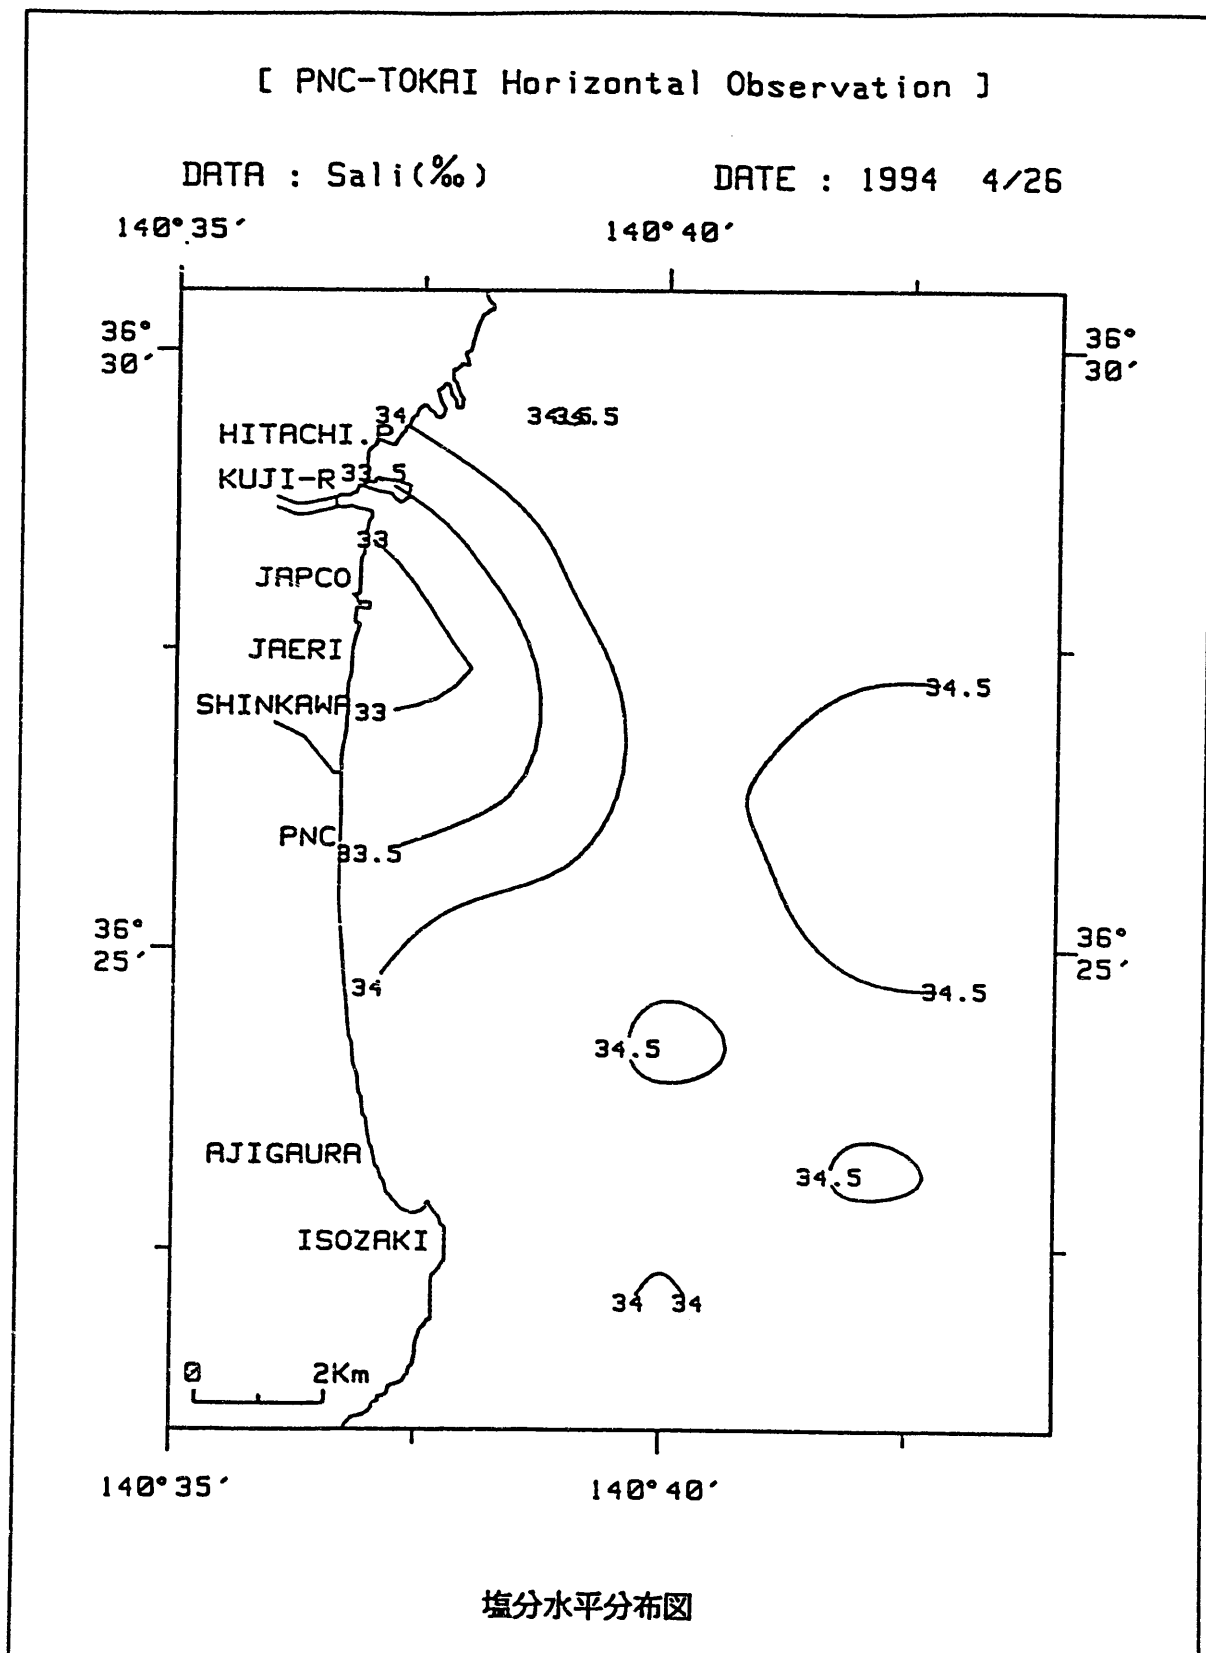 [ PNC-TOKAI Horizontal Observation ]
DATA : Sali(‰) DATE : 1994 4/26
140°35′ 140°40′
36° 36°
30′ 30′
34
HITACHI.P
KUJI-R 33.5
33
JAPCO
JAERI
34.5
SHINKAWA 33
PNC
33.5
36° 36°
25′ 25′
34
34.5
34.5
AJIGAURA
34.5
ISOZAKI
34 34
0 2Km
140°35′ 140°40′
塩分水平分布図